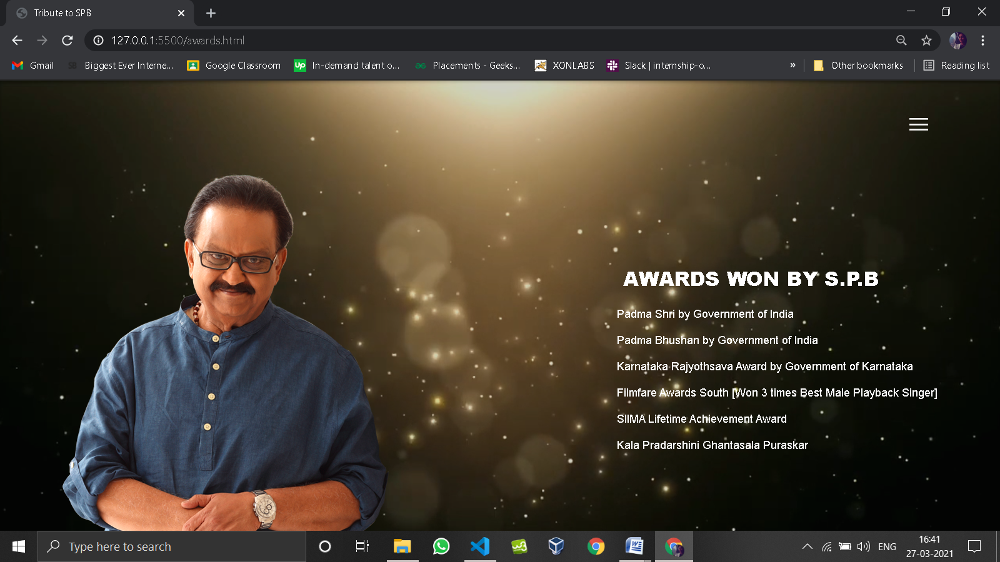 Tribute to SPB
127.0.0.1:5500/awards.html
Gmail
SB Biggest Ever Interne...
Google Classroom
Up In-demand talent o...
Placements - Geeks...
XONLABS
Slack | internship-o...
»
Other bookmarks
Reading list
AWARDS WON BY S.P.B
Padma Shri by Government of India
Padma Bhushan by Government of India
Karnataka Rajyothsava Award by Government of Karnataka
Filmfare Awards South [Won 3 times Best Male Playback Singer]
SIIMA Lifetime Achievement Award
Kala Pradarshini Ghantasala Puraskar
Type here to search
w3
W
ENG
16:41
27-03-2021